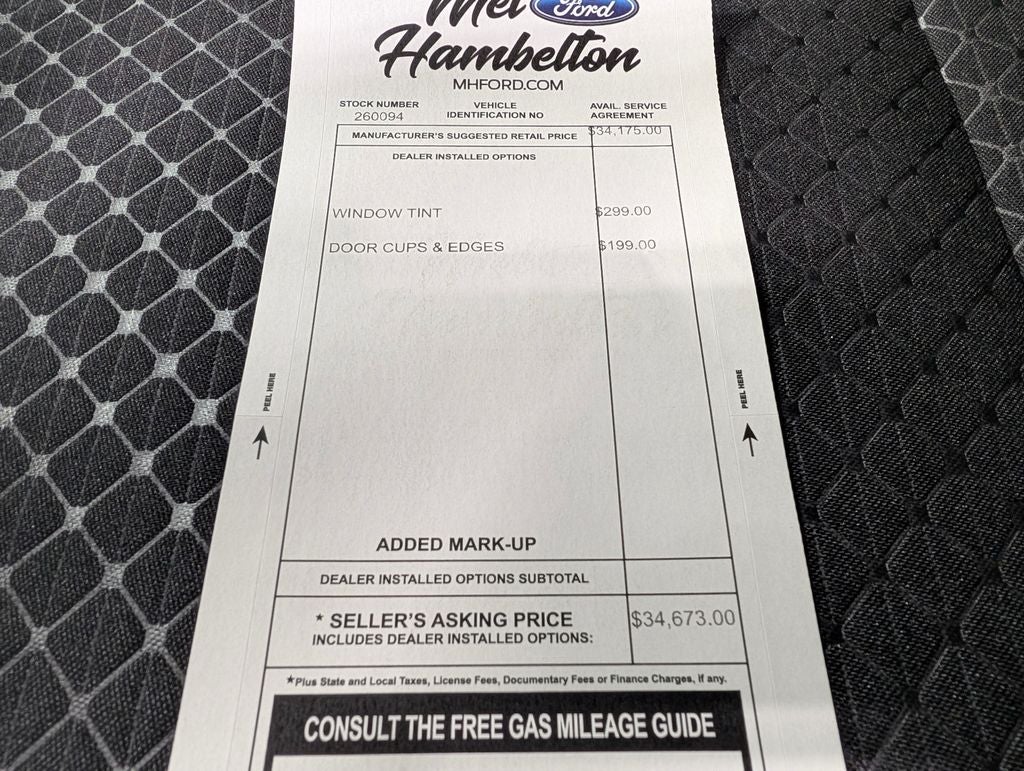 Mel Ford
Hambelton
MHFORD.COM
STOCK NUMBER
260094
VEHICLE
IDENTIFICATION NO
AVAIL. SERVICE
AGREEMENT
MANUFACTURER'S SUGGESTED RETAIL PRICE $34,175.00
DEALER INSTALLED OPTIONS
WINDOW TINT $299.00
DOOR CUPS & EDGES $199.00
PEEL HERE
PEEL HERE
ADDED MARK-UP
DEALER INSTALLED OPTIONS SUBTOTAL
* SELLER'S ASKING PRICE $34,673.00
INCLUDES DEALER INSTALLED OPTIONS:
*Plus State and Local Taxes, License Fees, Documentary Fees or Finance Charges, if any.
CONSULT THE FREE GAS MILEAGE GUIDE